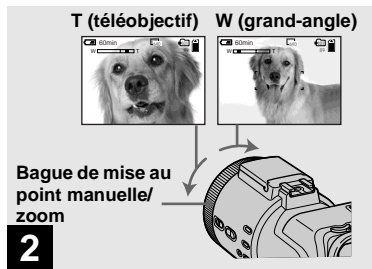 T (téléobjectif) W (grand-angle)
60min
W T
60min
W T
Bague de mise au
point manuelle/
zoom
2